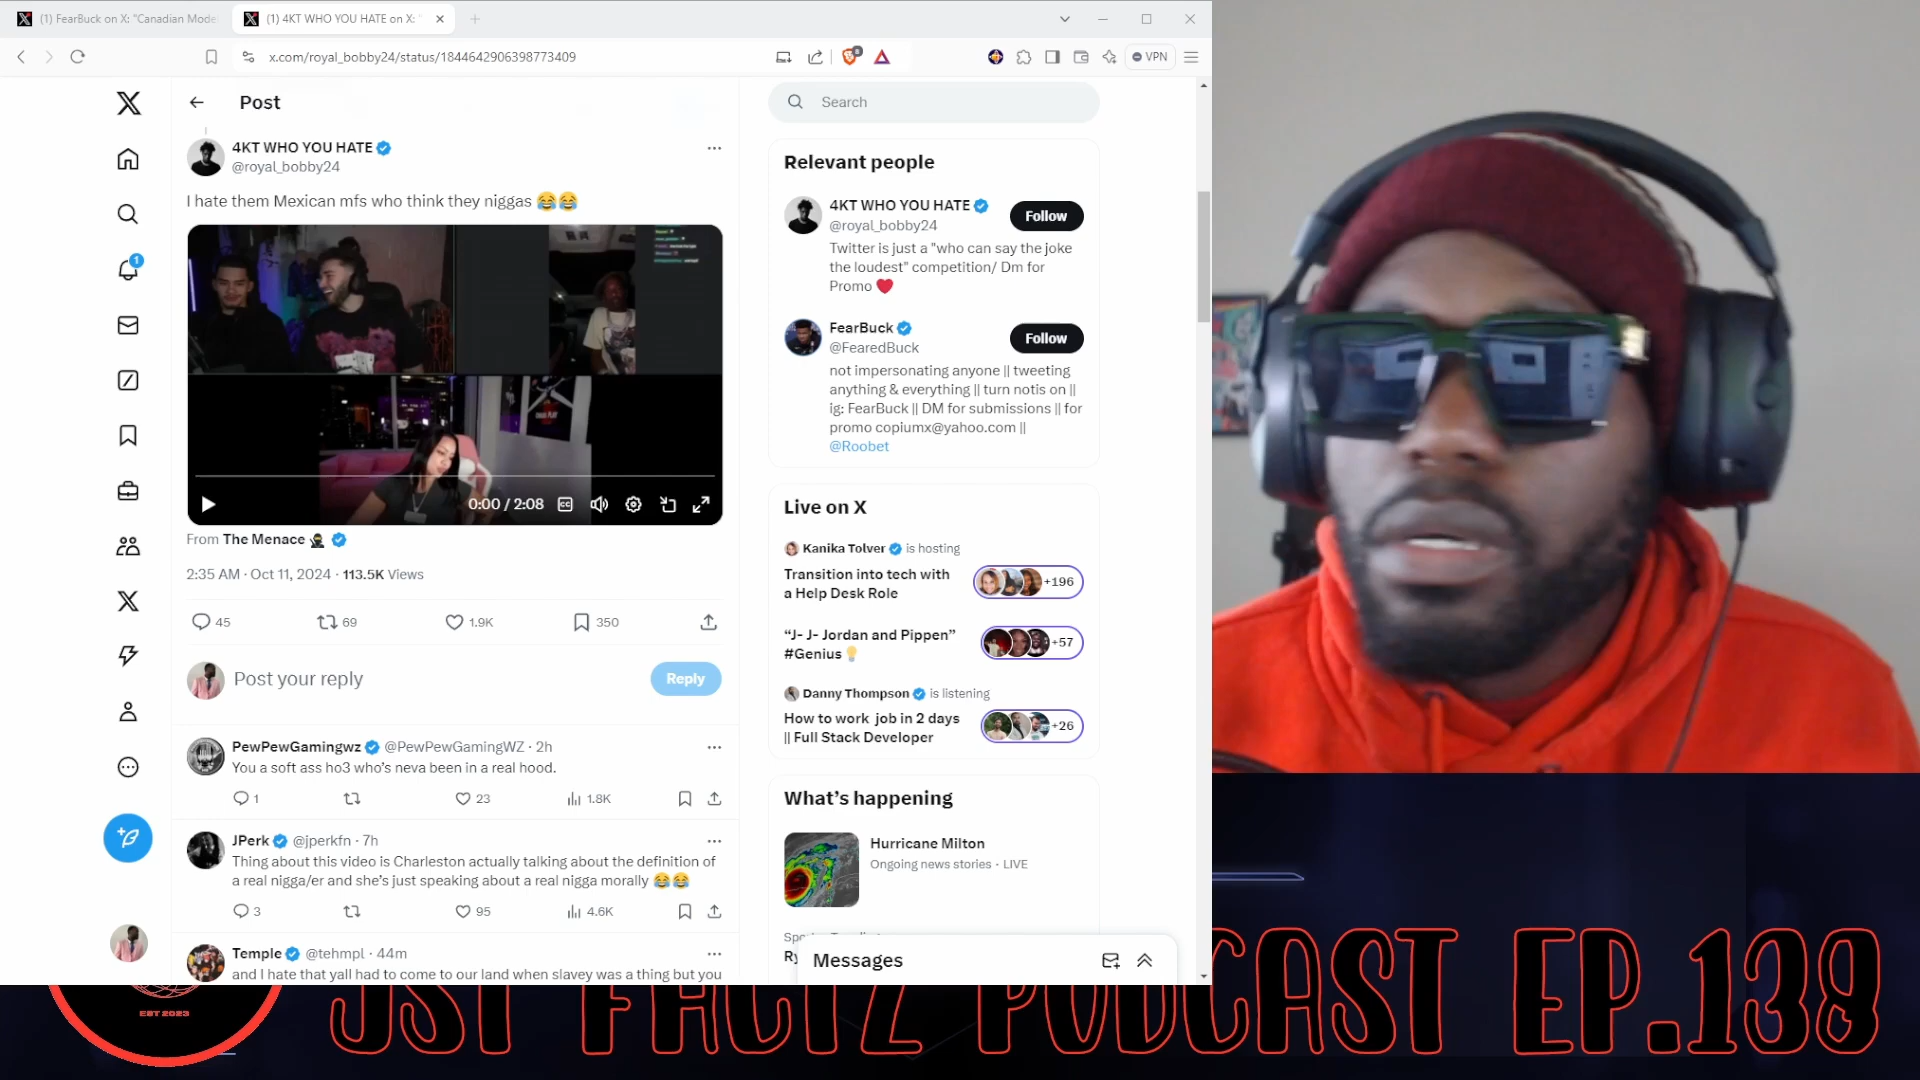 (1) FearBuck on X: "Canadian Mode
(1) 4KT WHO YOU HATE on X: "
x.com/royal_bobby24/status/1844642906398773409
8
VPN
Post
Search
1
4KT WHO YOU HATE
@royal_bobby24
I hate them Mexican mfs who think they niggas 😂😂
0:00 / 2:08
From The Menace 🥷
2:35 AM · Oct 11, 2024 · 113.5K Views
45
69
1.9K
350
Post your reply
Reply
PewPewGamingwz @PewPewGamingWZ · 2h
You a soft ass ho3 who's neva been in a real hood.
1
23
1.8K
JPerk @jperkfn · 7h
Thing about this video is Charleston actually talking about the definition of
a real nigga/er and she's just speaking about a real nigga morally 😂😂
3
95
4.6K
Temple @tehmpl · 44m
and I hate that yall had to come to our land when slavey was a thing but you
Relevant people
4KT WHO YOU HATE
@royal_bobby24
Follow
Twitter is just a "who can say the joke
the loudest" competition/ Dm for
Promo ❤️
FearBuck
@FearedBuck
Follow
not impersonating anyone || tweeting
anything & everything || turn notis on ||
ig: FearBuck || DM for submissions || for
promo copiumx@yahoo.com ||
@Roobet
Live on X
Kanika Tolver is hosting
Transition into tech with
a Help Desk Role
+196
"J- J- Jordan and Pippen"
#Genius💡
+57
Danny Thompson is listening
How to work job in 2 days
|| Full Stack Developer
+26
What's happening
Hurricane Milton
Ongoing news stories · LIVE
Messages
EST 2023
JST FACTZ PODCAST EP.138